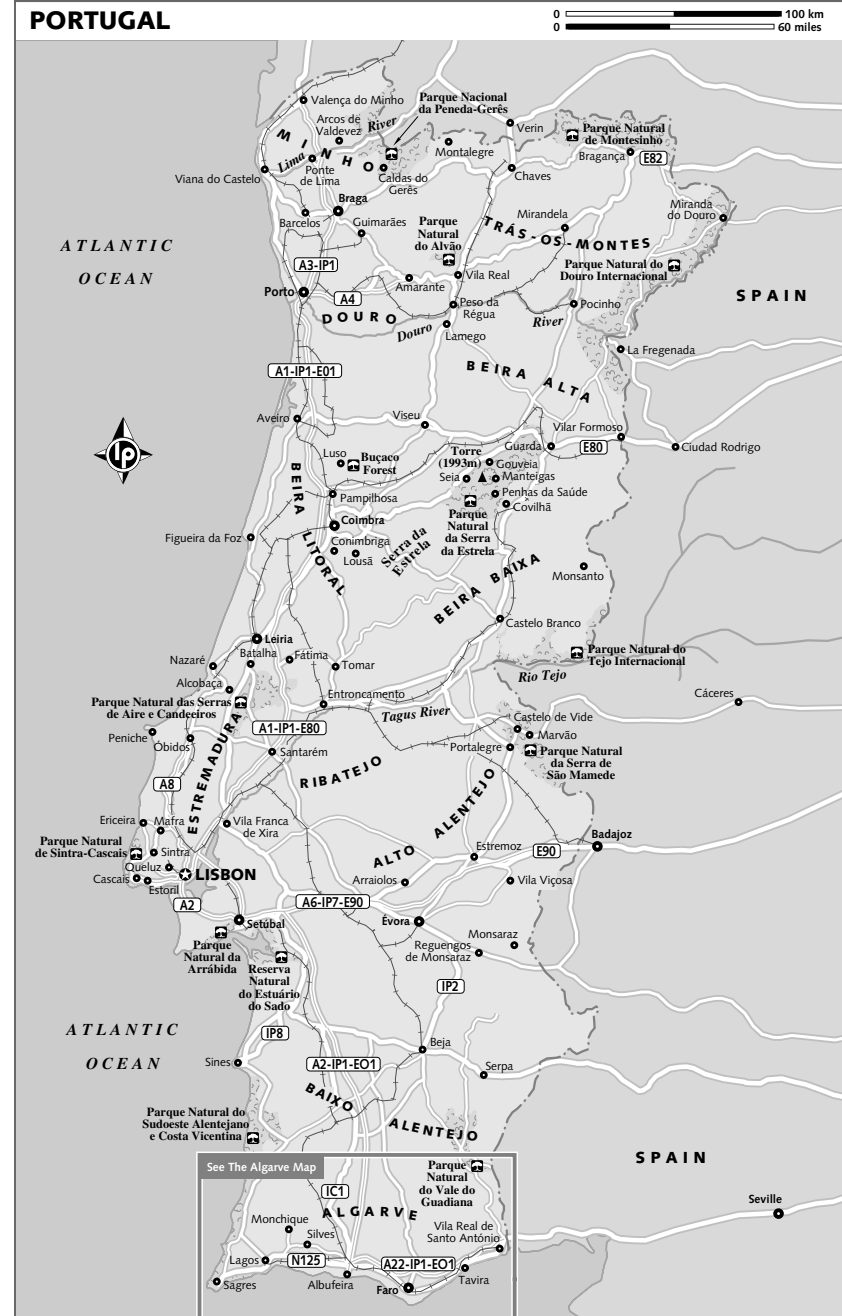 PORTUGAL
0
100 km
0
60 miles
Valença do Minho
Parque Nacional
da Peneda-Gerês
Arcos de
Valdevez
River
Verin
Parque Natural
de Montesinho
MINHO
Lima
Montalegre
Bragança
E82
Ponte
de Lima
Viana do Castelo
Caldas do
Gerês
Chaves
Braga
Miranda
do Douro
Barcelos
Guimarães
Parque
Natural
do Alvão
Mirandela
TRÁS-OS-MONTES
ATLANTIC
OCEAN
A3-IP1
Parque Natural do
Douro Internacional
Vila Real
Amarante
Porto
A4
SPAIN
Peso da
Régua
Pocinho
DOURO
Douro
River
Lamego
La Fregenada
A1-IP1-E01
BEIRA ALTA
Aveiro
Viseu
Vilar Formoso
lp
Guarda
E80
Ciudad Rodrigo
Luso
Buçaco
Forest
Torre
(1993m)
Gouveia
Seia
Manteigas
BEIRA LITORAL
Pampilhosa
Penhas da Saúde
Covilhã
Coimbra
Parque
Natural
da Serra
da Estrela
Figueira da Foz
Conimbriga
Lousã
Serra da
Estrela
BEIRA BAIXA
Monsanto
Castelo Branco
Leiria
Parque Natural do
Tejo Internacional
Batalha
Fátima
Nazaré
Tomar
Rio Tejo
Alcobaça
Cáceres
Parque Natural das Serras
de Aire e Candeeiros
Entroncamento
Tagus River
Castelo de Vide
A1-IP1-E80
Peniche
Marvão
Óbidos
Portalegre
Santarém
Parque Natural
da Serra de
São Mamede
ESTREMADURA
RIBATEJO
A8
ALTO ALENTEJO
Ericeira
Mafra
Vila Franca
de Xira
Parque Natural
de Sintra-Cascais
Sintra
E90
Badajoz
Estremoz
Queluz
LISBON
Cascais
Estoril
Arraiolos
Vila Viçosa
A2
A6-IP7-E90
Setúbal
Évora
Monsaraz
Parque
Natural da
Arrábida
Reguengos
de Monsaraz
Reserva
Natural
do Estuário
do Sado
IP2
ATLANTIC
OCEAN
IP8
Beja
Sines
A2-IP1-EO1
Serpa
BAIXO ALENTEJO
Parque Natural do
Sudoeste Alentejano
e Costa Vicentina
See The Algarve Map
Parque
Natural
do Vale do
Guadiana
SPAIN
IC1
ALGARVE
Seville
Monchique
Silves
Vila Real de
Santo António
Lagos
N125
A22-IP1-EO1
Sagres
Albufeira
Faro
Tavira